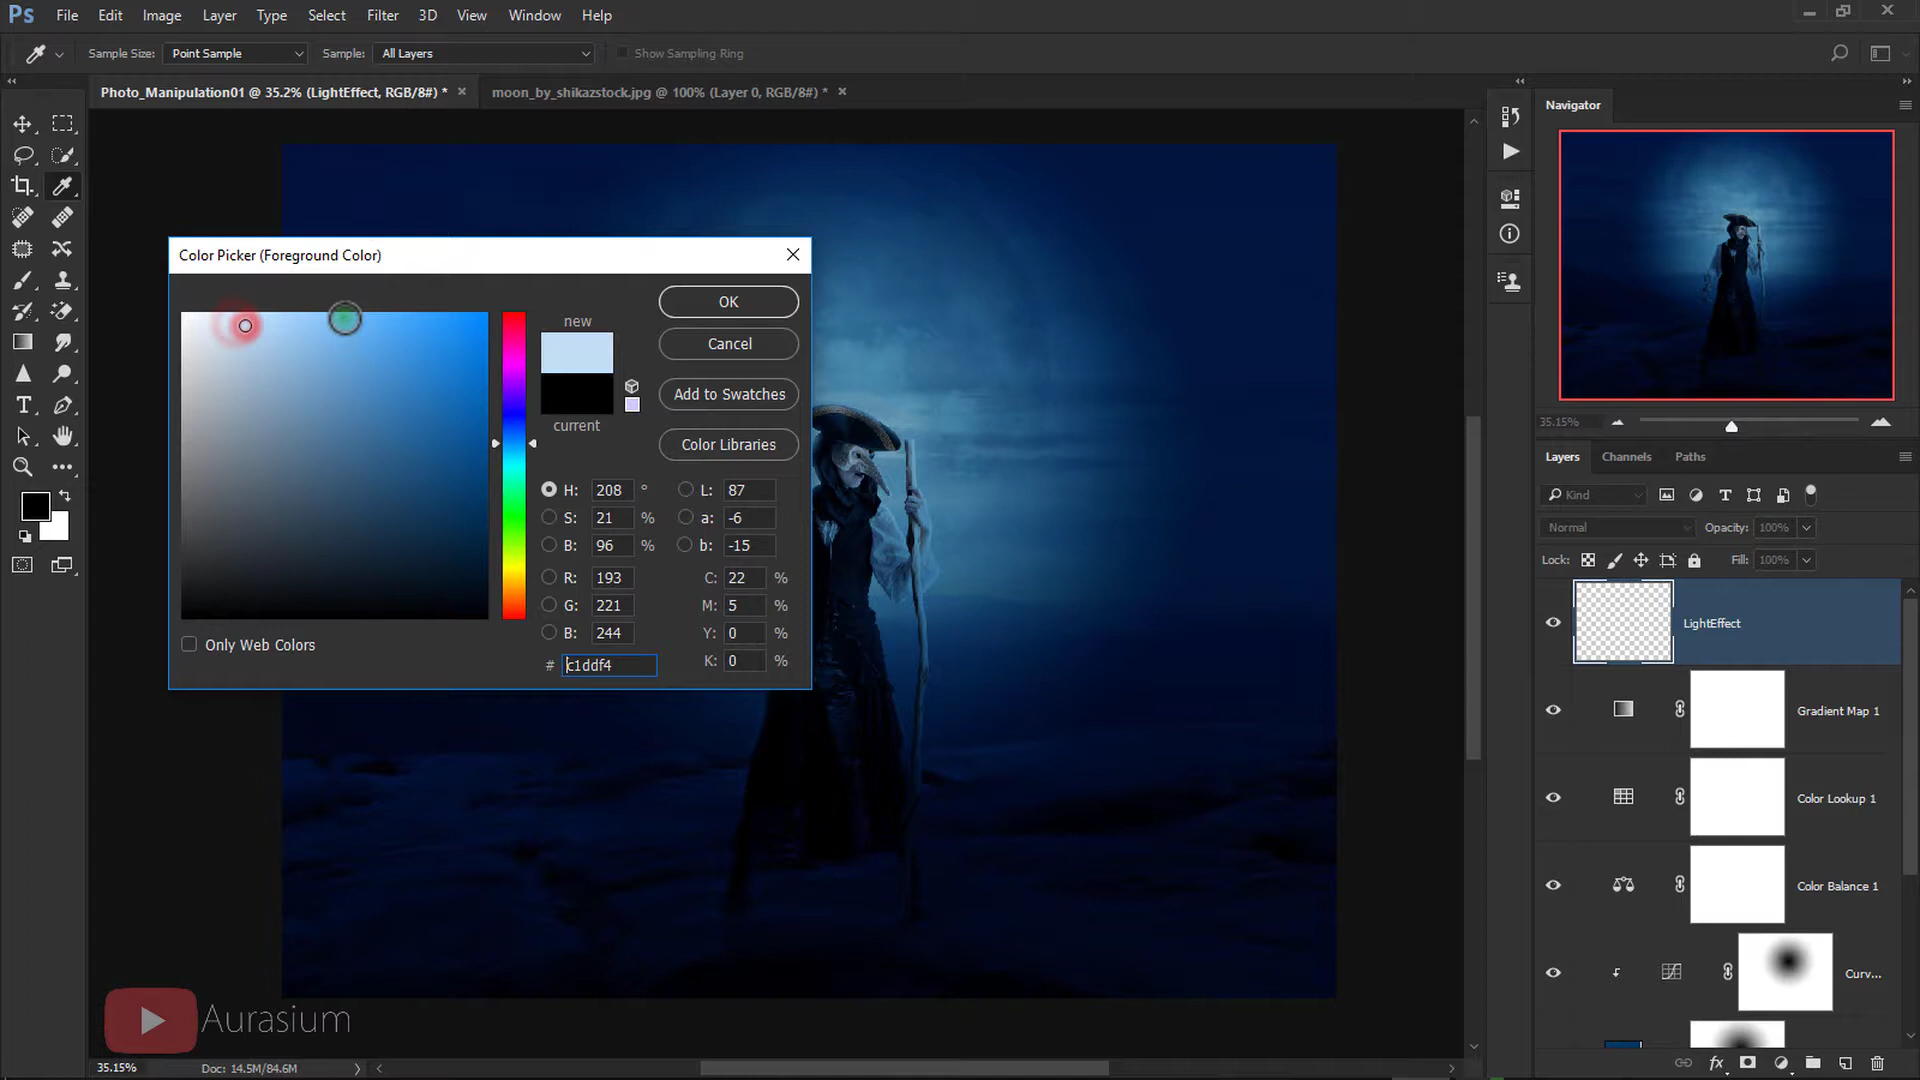 Ps File Edit Image Layer Type Select Filter 3D View Window Help
Sample Size: Point Sample Sample: All Layers Show Sampling Ring
Photo_Manipulation01 @ 35.2% (LightEffect, RGB/8#) * moon_by_shikazstock.jpg @ 100% (Layer 0, RGB/8#) *
Color Picker (Foreground Color)
OK
new
Cancel
Add to Swatches
current
Color Libraries
H: 208 ° L: 87
S: 21 % a: -6
B: 96 % b: -15
R: 193 C: 22 %
G: 221 M: 5 %
B: 244 Y: 0 %
Only Web Colors
# c1ddf4 K: 0 %
Navigator
35.15%
Layers Channels Paths
Kind
Normal Opacity: 100%
Lock: Fill: 100%
LightEffect
Gradient Map 1
Color Lookup 1
Color Balance 1
Curv...
fx
Aurasium
35.15% Doc: 14.5M/84.6M